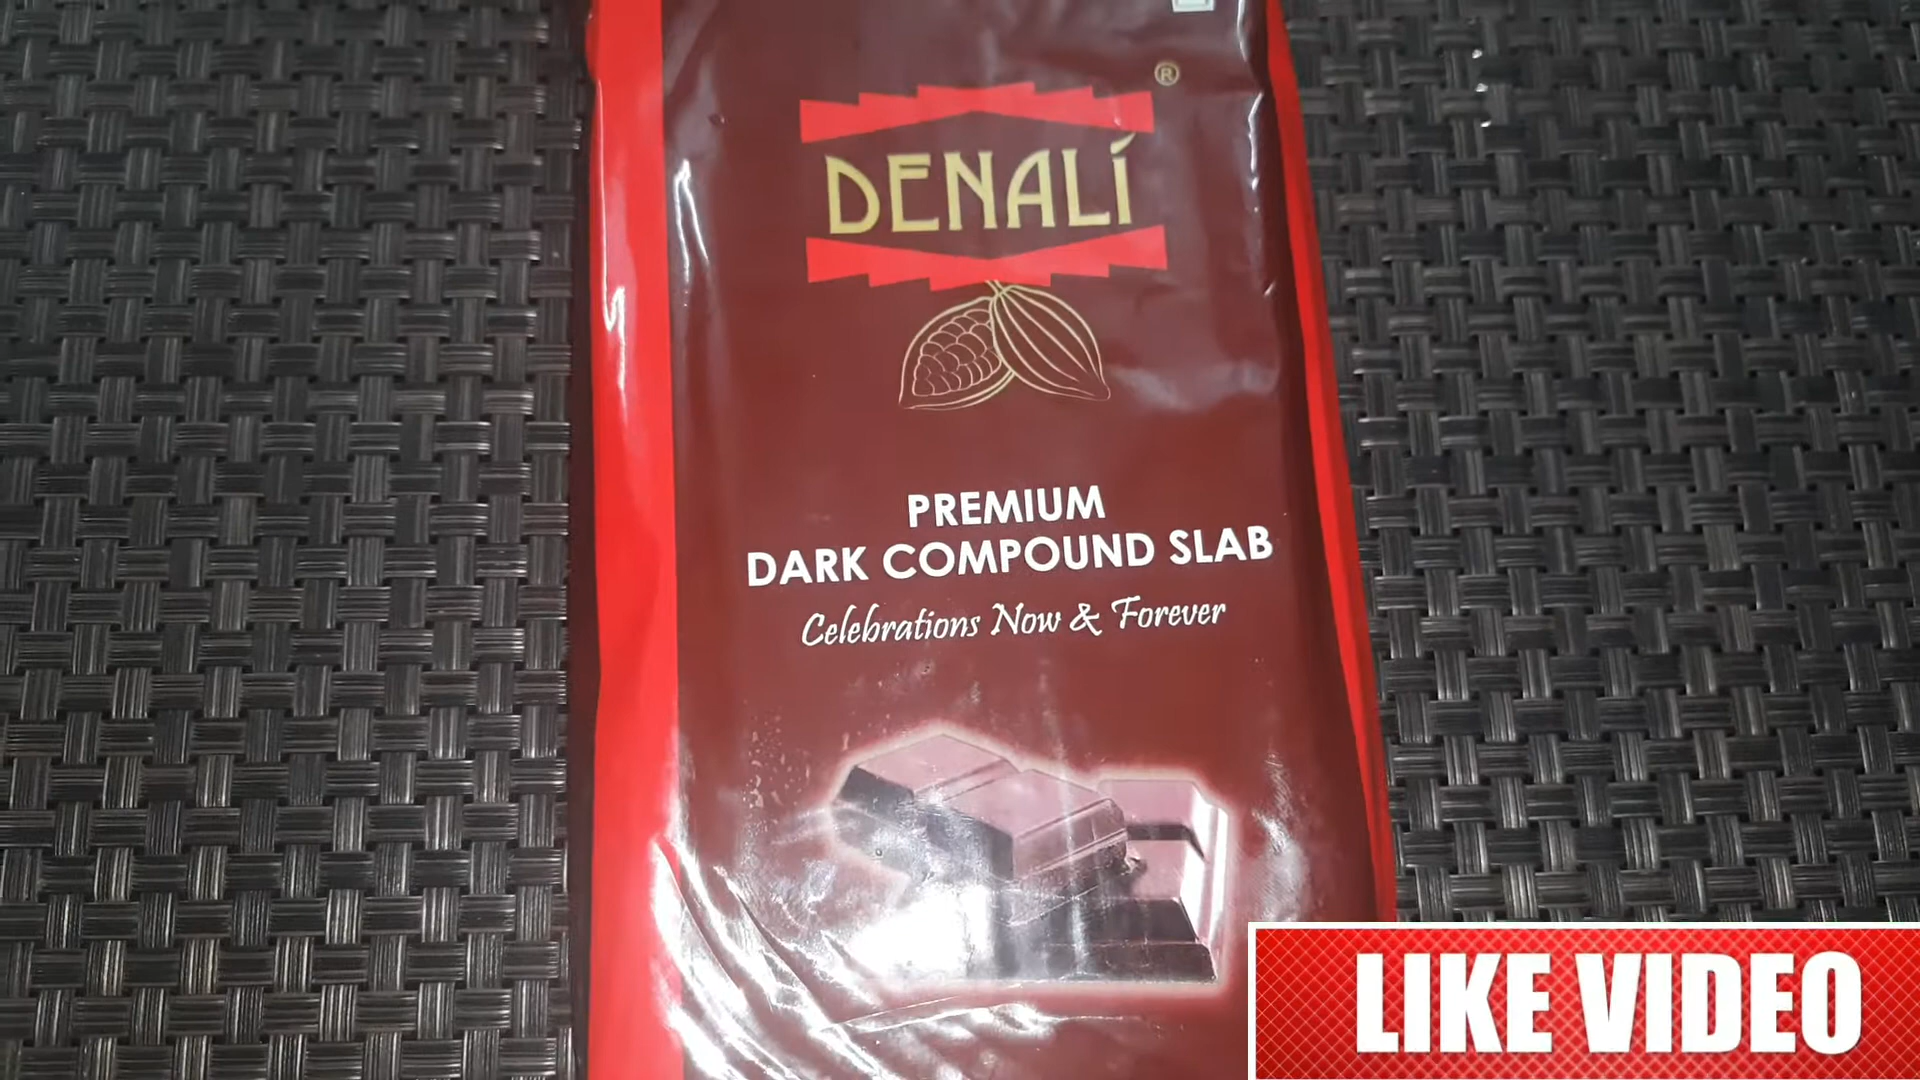 ®
DENALÍ
PREMIUM
DARK COMPOUND SLAB
Celebrations Now & Forever
LIKE VIDEO